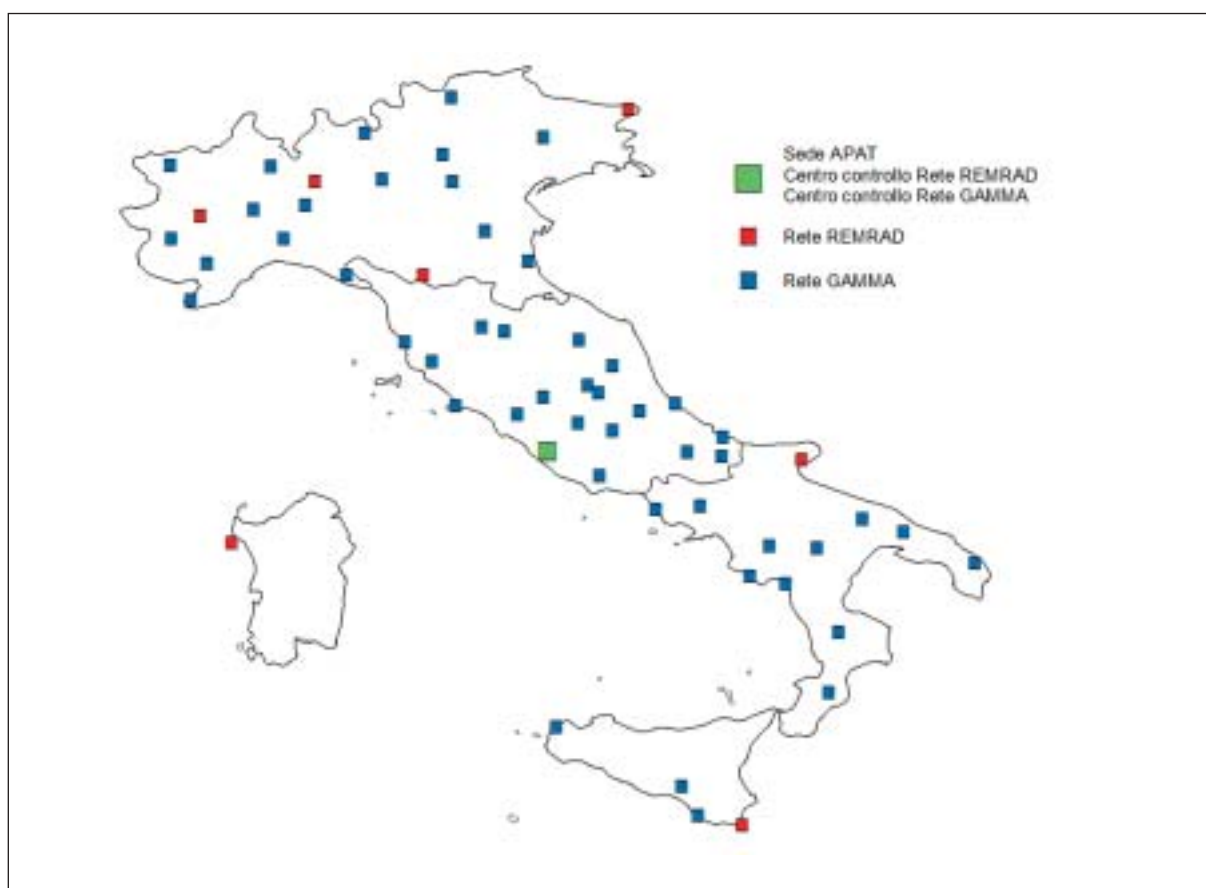 Sede APAT
Centro controllo Rete REMRAD
Centro controllo Rete GAMMA
Rete REMRAD
Rete GAMMA